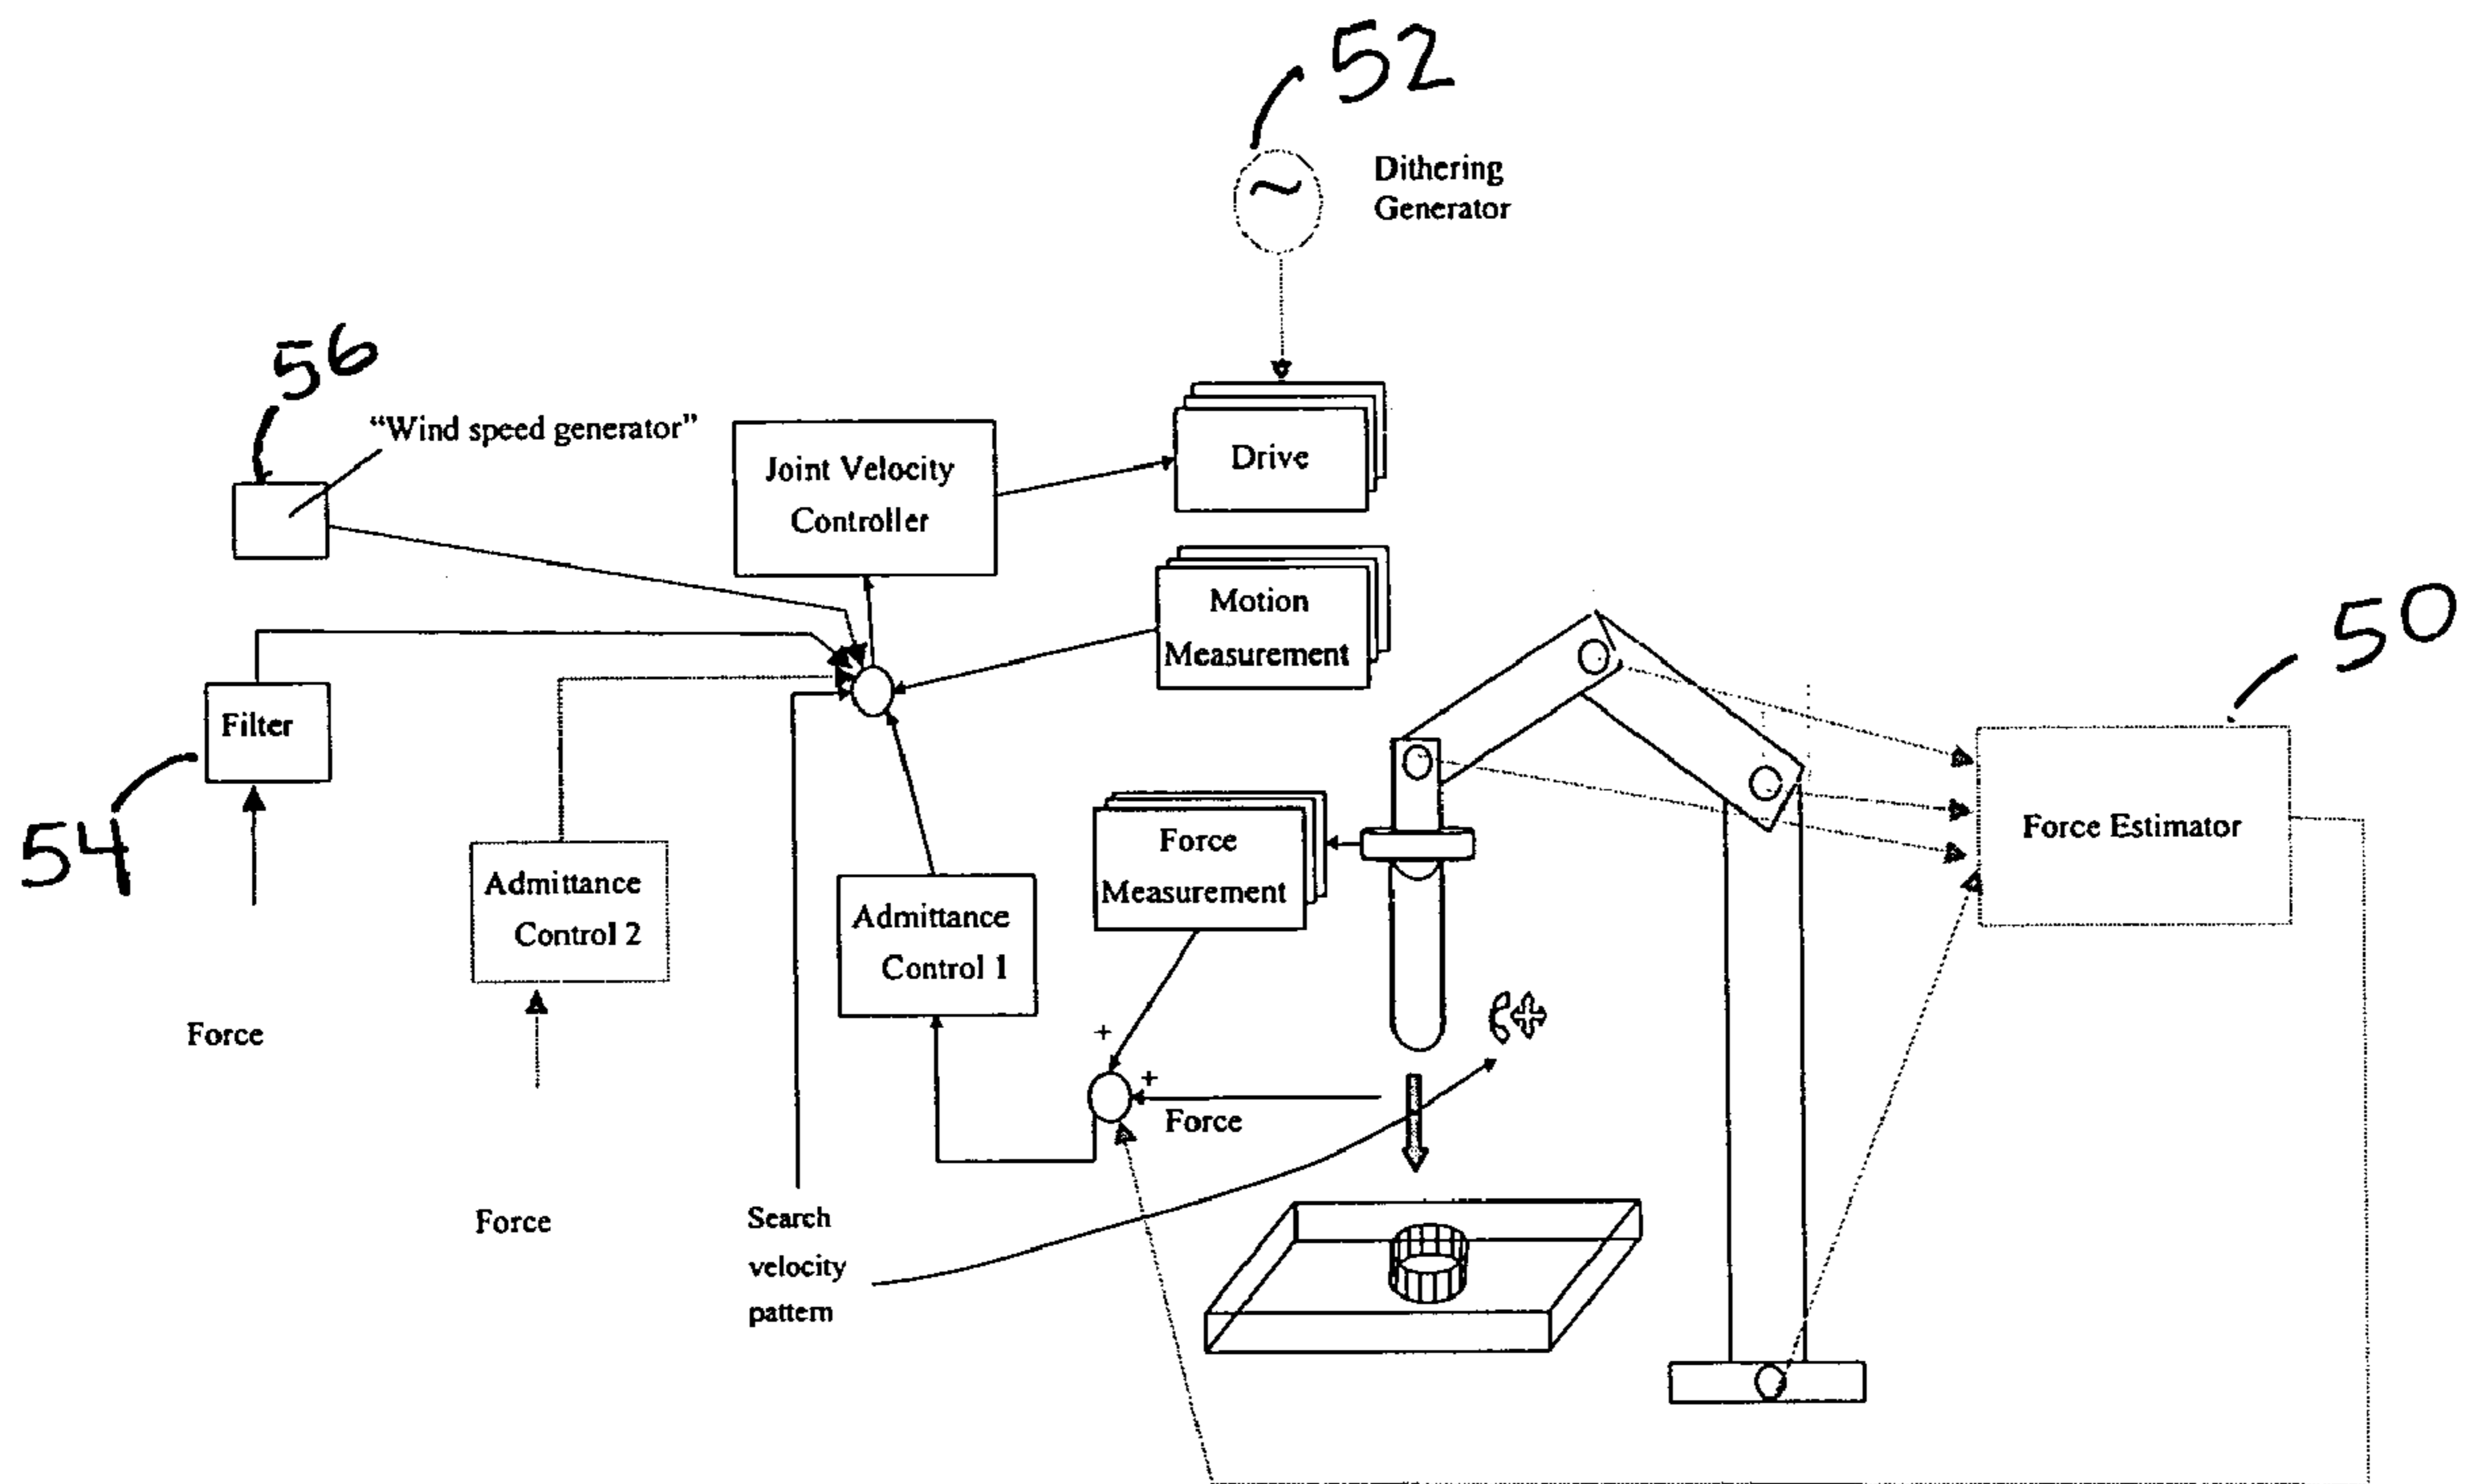 52
Dithering
Generator
56
“Wind speed generator”
Joint Velocity
Controller
~
Drive
Motion
Measurement
50
Filter
54
Force Estimator
Force
Measurement
Admittance
Control 2
Admittance
Control 1
Force
+
+
Force
Force
Search
velocity
pattern